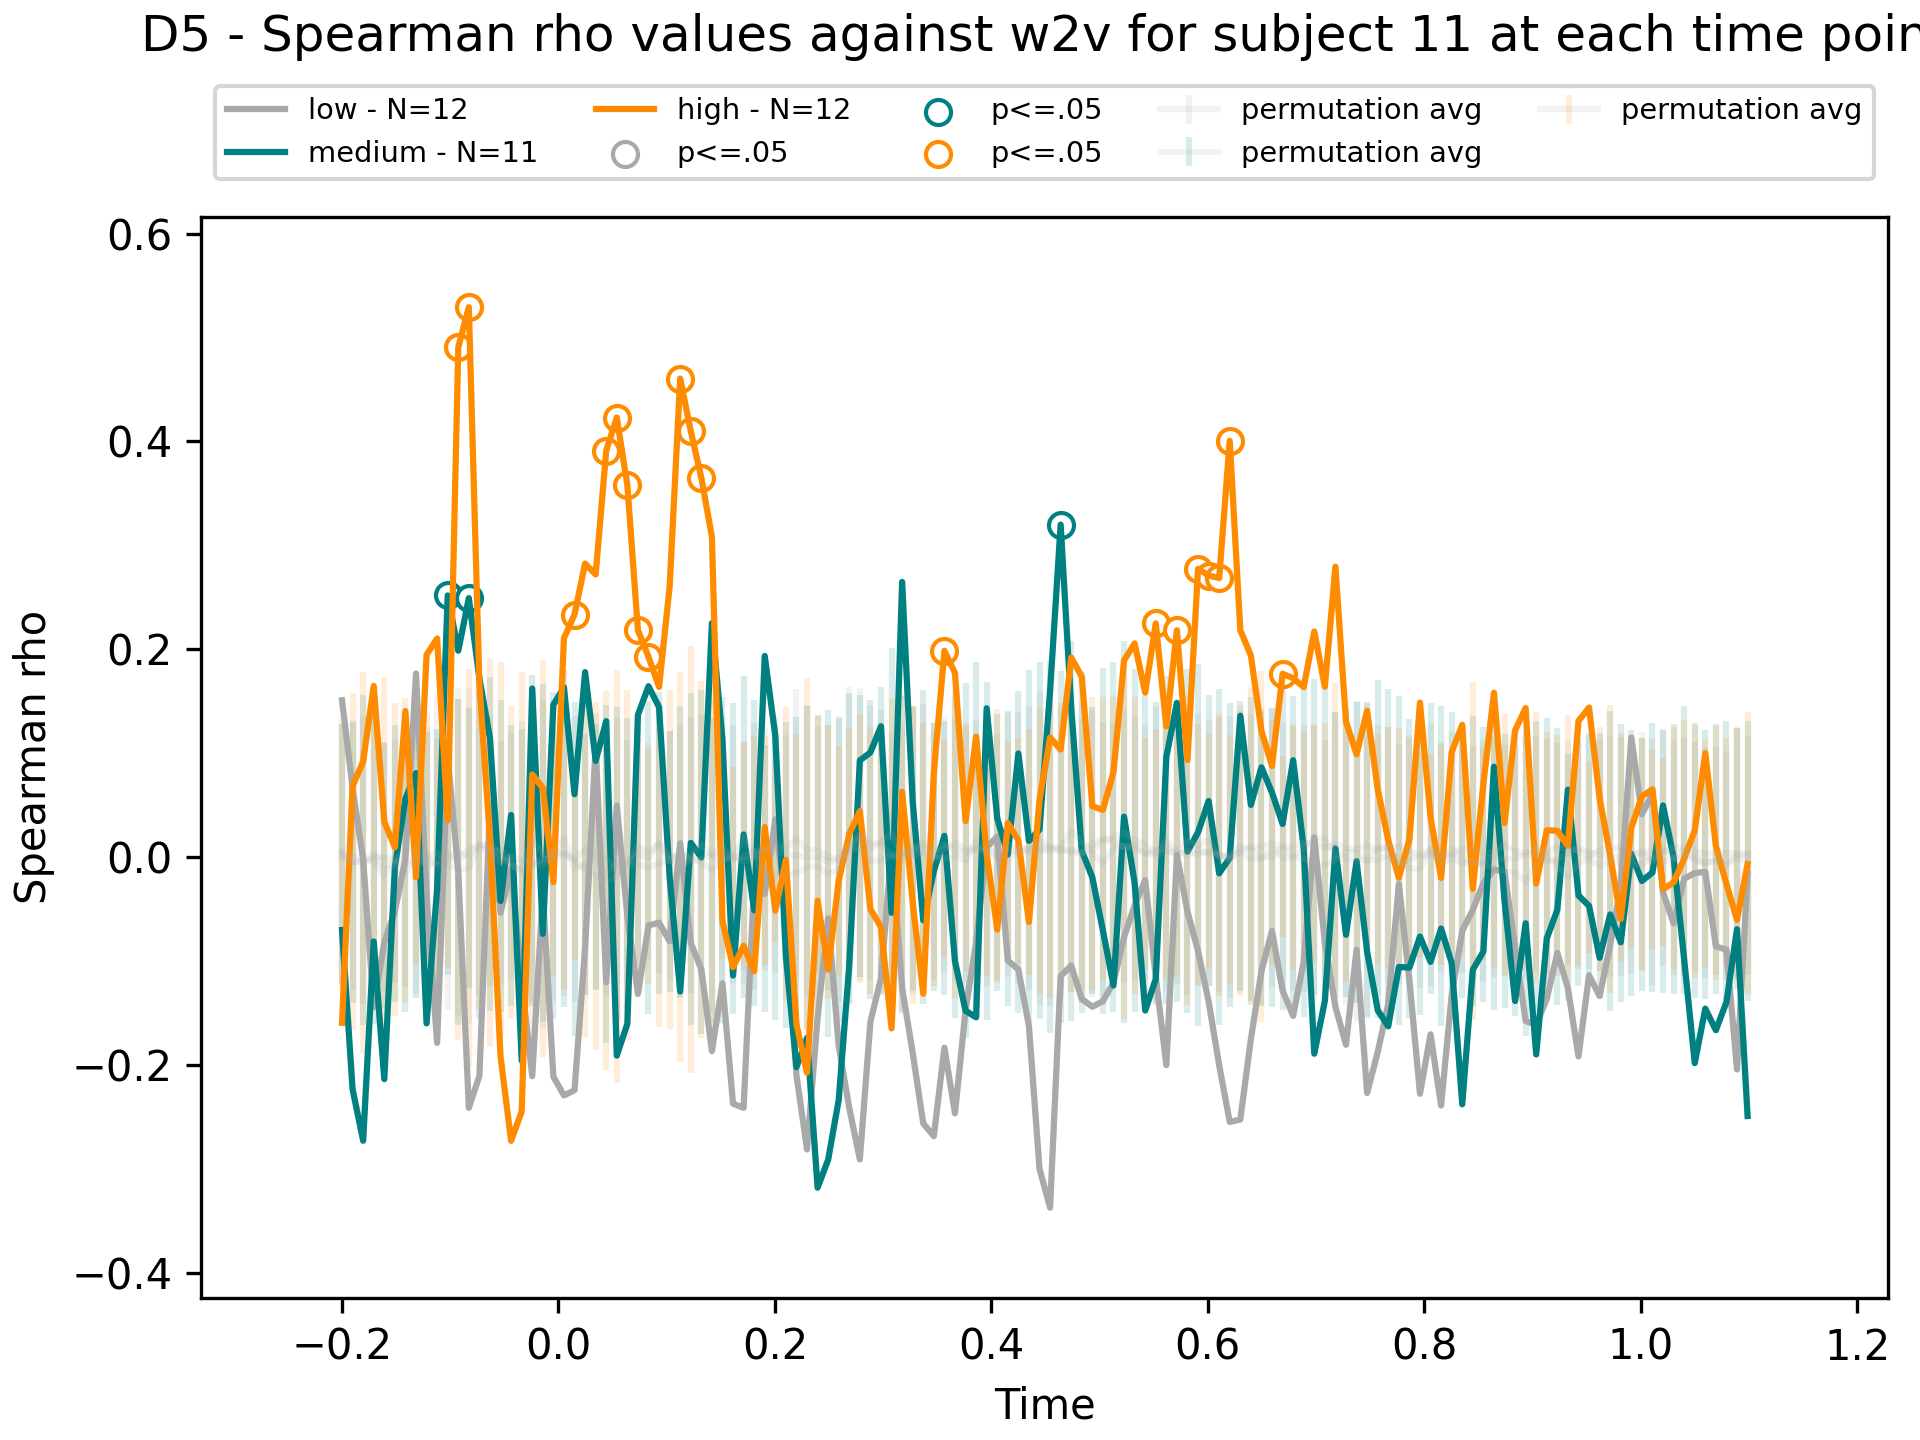 D5 - Spearman rho values against w2v for subject 11 at each time poin
low - N=12
medium - N=11
high - N=12
p<=.05
p<=.05
p<=.05
permutation avg
permutation avg
permutation avg
0.6
0.4
0.2
0.0
−0.2
−0.4
Spearman rho
−0.2 0.0 0.2 0.4 0.6 0.8 1.0 1.2
Time